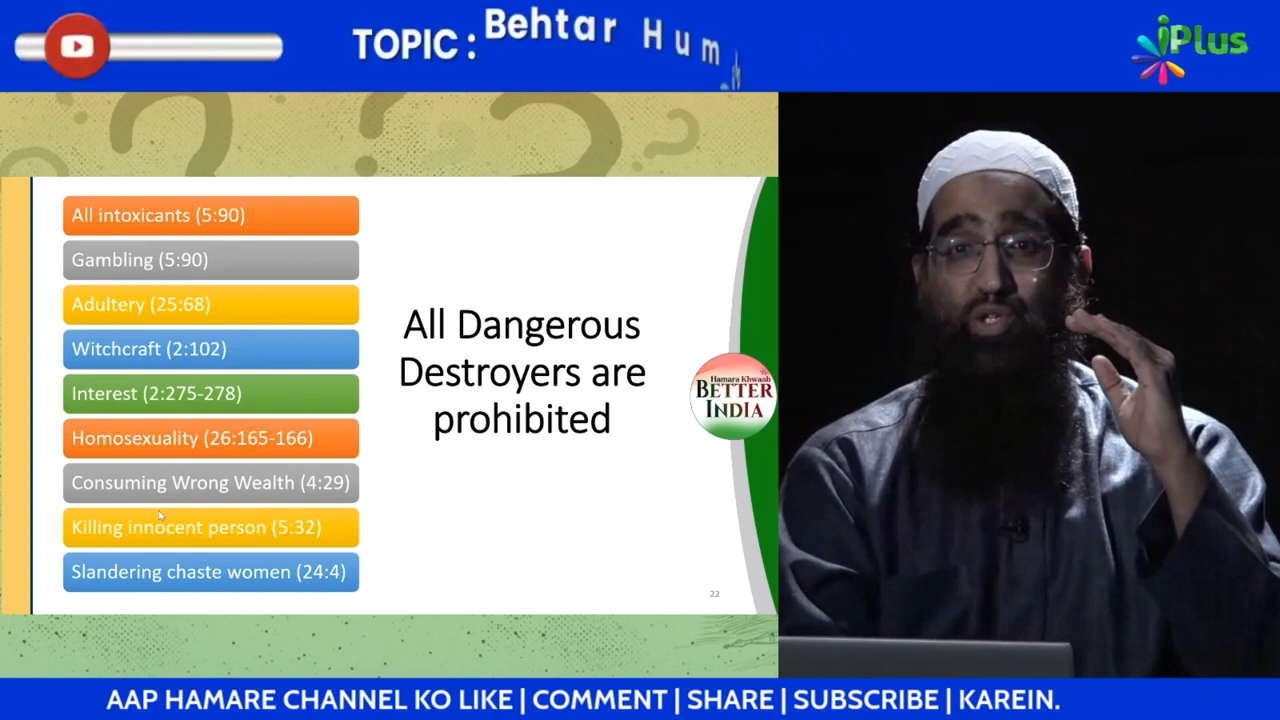 TOPIC : Behtar Hum
iPlus
All intoxicants (5:90)
Gambling (5:90)
Adultery (25:68)
Witchcraft (2:102)
Interest (2:275-278)
Homosexuality (26:165-166)
Consuming Wrong Wealth (4:29)
Killing innocent person (5:32)
Slandering chaste women (24:4)
All Dangerous
Destroyers are
prohibited
Hamara Khwaab
BETTER
INDIA
22
AAP HAMARE CHANNEL KO LIKE | COMMENT | SHARE | SUBSCRIBE | KAREIN.